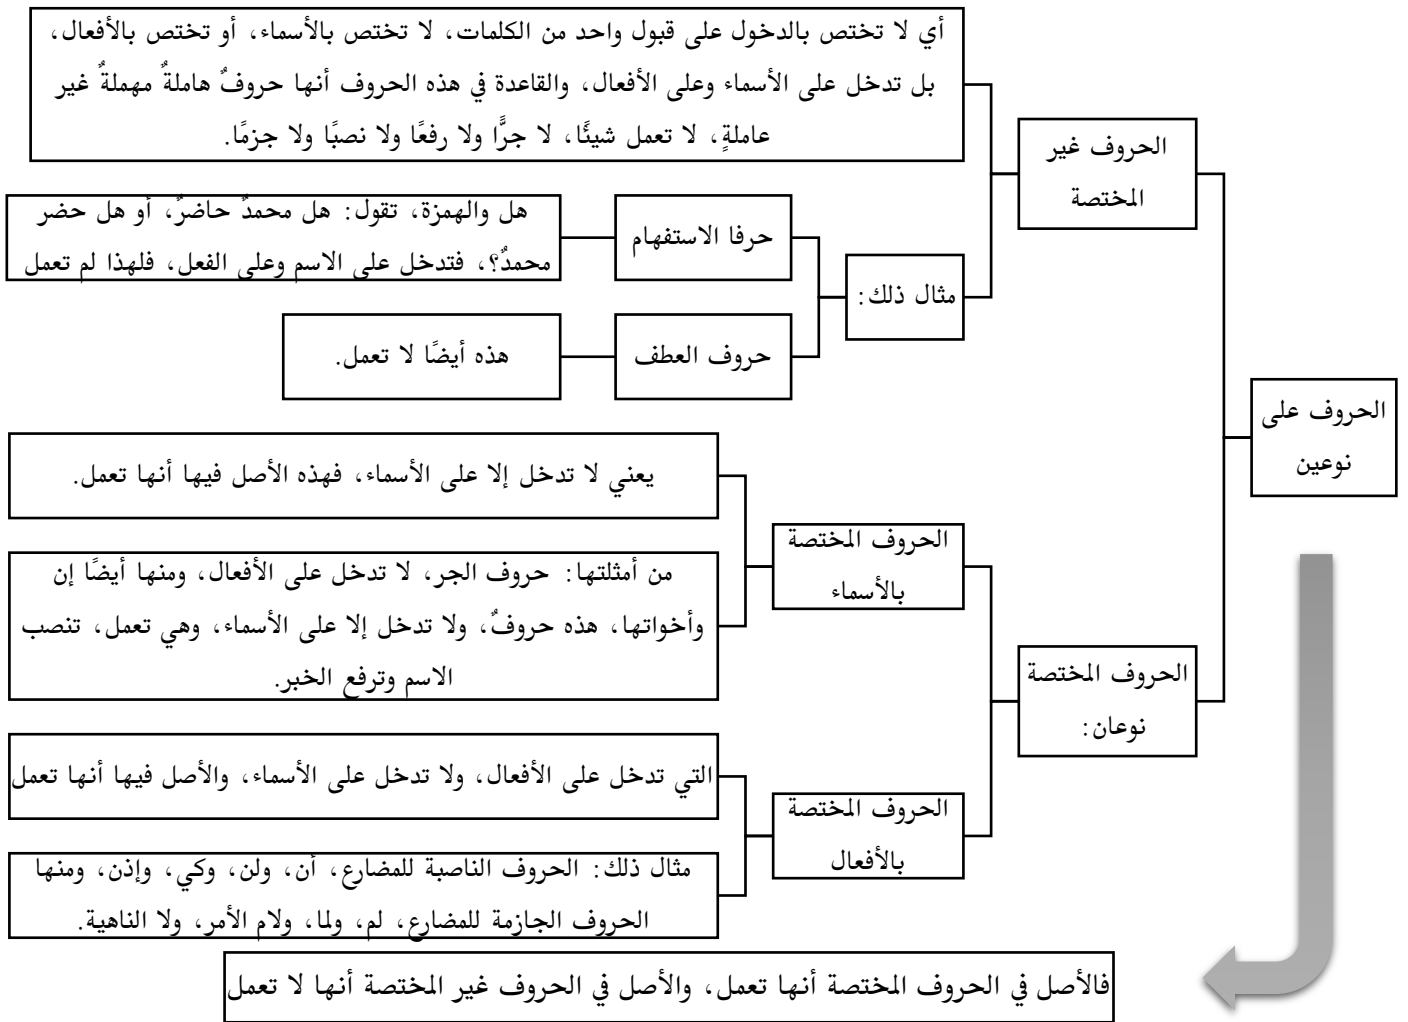 الحروف على
نوعين
الحروف غير
المختصة
أي لا تختص بالدخول على قبول واحد من الكلمات، لا تختص بالأسماء، أو تختص بالأفعال،
بل تدخل على الأسماء وعلى الأفعال، والقاعدة في هذه الحروف أنها حروفٌ هاملةٌ مهملةٌ غير
عاملةٍ، لا تعمل شيئًا، لا جرًّا ولا رفعًا ولا نصبًا ولا جزمًا.
مثال ذلك:
حرفا الاستفهام
هل والهمزة، تقول: هل محمدٌ حاضرٌ، أو هل حضر
محمدٌ؟، فتدخل على الاسم وعلى الفعل، فلهذا لم تعمل
حروف العطف
هذه أيضًا لا تعمل.
الحروف المختصة
نوعان:
الحروف المختصة
بالأسماء
يعني لا تدخل إلا على الأسماء، فهذه الأصل فيها أنها تعمل.
من أمثلتها: حروف الجر، لا تدخل على الأفعال، ومنها أيضًا إن
وأخواتها، هذه حروفٌ، ولا تدخل إلا على الأسماء، وهي تعمل، تنصب
الاسم وترفع الخبر.
الحروف المختصة
بالأفعال
التي تدخل على الأفعال، ولا تدخل على الأسماء، والأصل فيها أنها تعمل
مثال ذلك: الحروف الناصبة للمضارع، أن، ولن، وكي، وإذن، ومنها
الحروف الجازمة للمضارع، لم، ولما، ولام الأمر، ولا الناهية.
فالأصل في الحروف المختصة أنها تعمل، والأصل في الحروف غير المختصة أنها لا تعمل